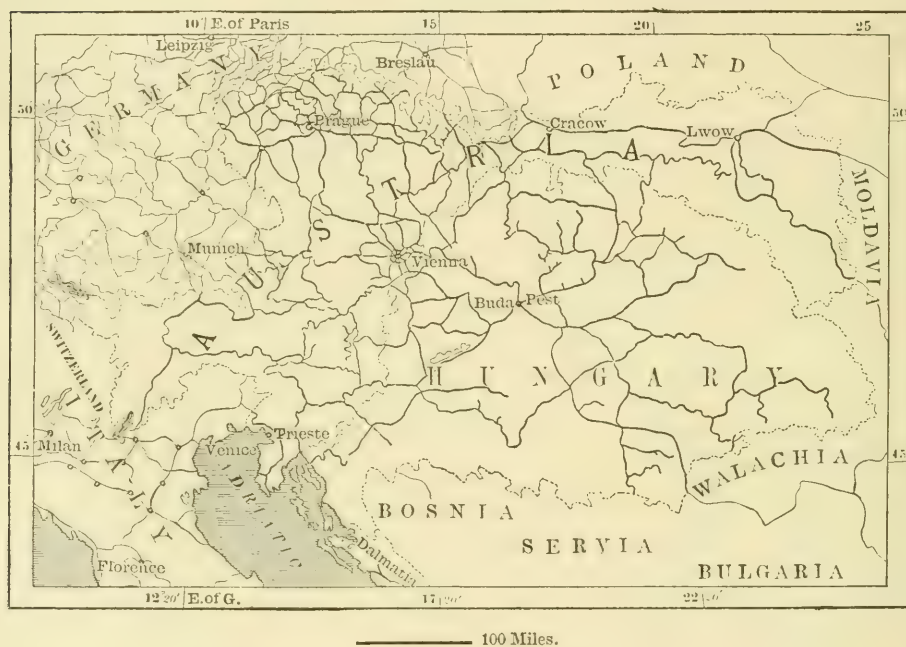 10° E. of Paris 15 20 25
Leipzig
Breslau
GERMANY
POLAND
50 50
Prague
Cracow
Lwow
AUSTRIA
MOLDAVIA
Munich
Vienna
Buda Pest
SWITZERLAND
HUNGARY
ITALY
Trieste
45 45
Milan
Venice
WALACHIA
ADRIATIC
BOSNIA
SERVIA
Dalmatia
Florence
BULGARIA
12°20' E. of G. 17°20' 22°20'
100 Miles.